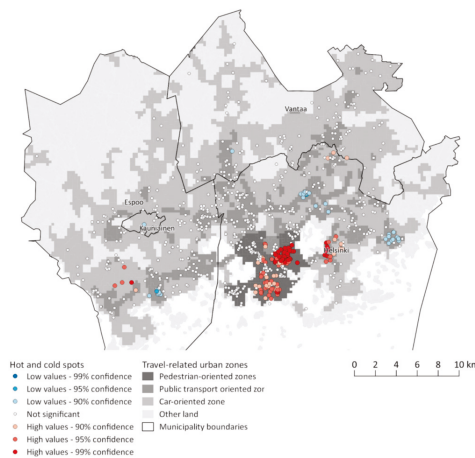 Vantaa
Espoo
Kauniainen
Helsinki
Hot and cold spots
Low values - 99% confidence
Low values - 95% confidence
Low values - 90% confidence
Not significant
High values - 90% confidence
High values - 95% confidence
High values - 99% confidence
Travel-related urban zones
Pedestrian-oriented zones
Public transport oriented zor
Car-oriented zone
Other land
Municipality boundaries
0 2 4 6 8 10 km